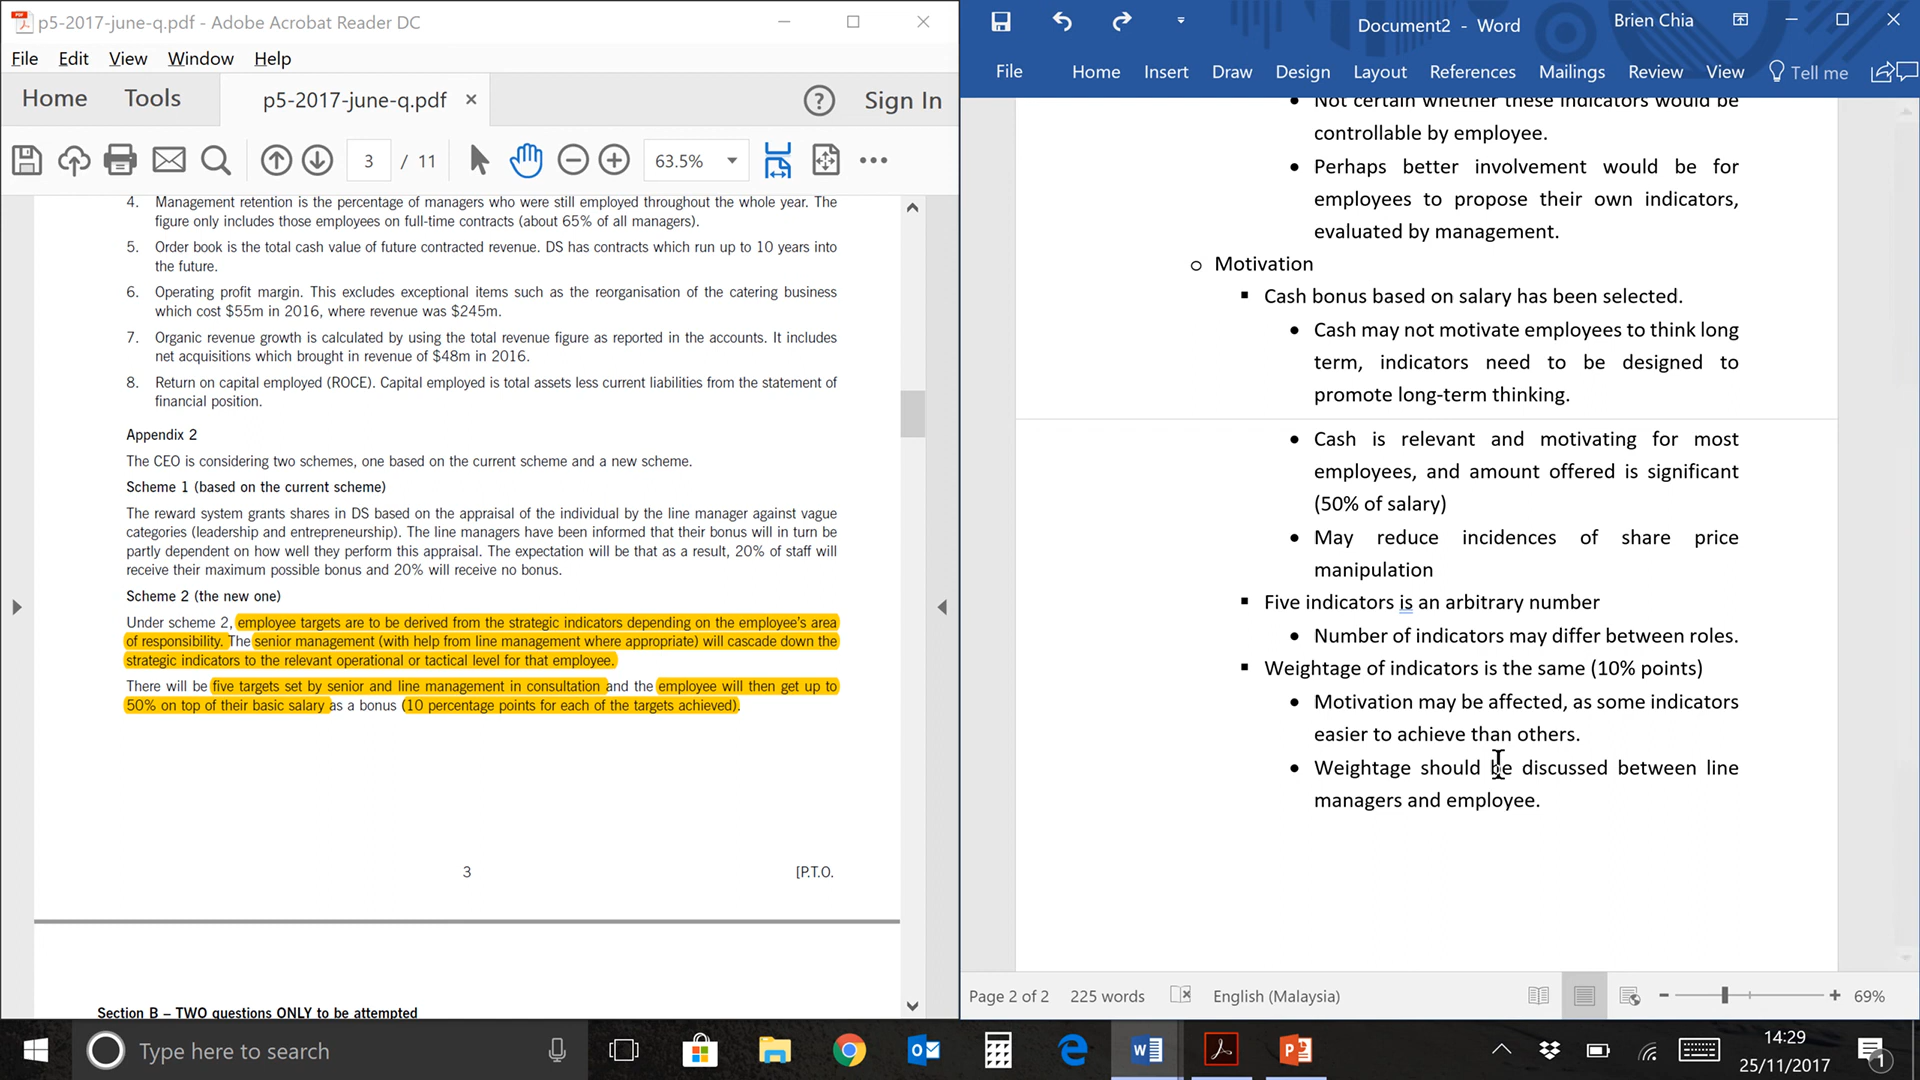 p5-2017-june-q.pdf - Adobe Acrobat Reader DC
File Edit View Window Help
Home Tools p5-2017-june-q.pdf × Sign In
3 / 11 63.5%
4. Management retention is the percentage of managers who were still employed throughout the whole year. The
figure only includes those employees on full-time contracts (about 65% of all managers).
5. Order book is the total cash value of future contracted revenue. DS has contracts which run up to 10 years into
the future.
6. Operating profit margin. This excludes exceptional items such as the reorganisation of the catering business
which cost $55m in 2016, where revenue was $245m.
7. Organic revenue growth is calculated by using the total revenue figure as reported in the accounts. It includes
net acquisitions which brought in revenue of $48m in 2016.
8. Return on capital employed (ROCE). Capital employed is total assets less current liabilities from the statement of
financial position.
Appendix 2
The CEO is considering two schemes, one based on the current scheme and a new scheme.
Scheme 1 (based on the current scheme)
The reward system grants shares in DS based on the appraisal of the individual by the line manager against vague
categories (leadership and entrepreneurship). The line managers have been informed that their bonus will in turn be
partly dependent on how well they perform this appraisal. The expectation will be that as a result, 20% of staff will
receive their maximum possible bonus and 20% will receive no bonus.
Scheme 2 (the new one)
Under scheme 2, employee targets are to be derived from the strategic indicators depending on the employee's area
of responsibility. The senior management (with help from line management where appropriate) will cascade down the
strategic indicators to the relevant operational or tactical level for that employee.
There will be five targets set by senior and line management in consultation and the employee will then get up to
50% on top of their basic salary as a bonus (10 percentage points for each of the targets achieved).
3 [P.T.O.
Section B – TWO questions ONLY to be attempted
Document2 - Word
Brien Chia
File Home Insert Draw Design Layout References Mailings Review View Tell me
• Not certain whether these indicators would be
controllable by employee.
• Perhaps better involvement would be for
employees to propose their own indicators,
evaluated by management.
o Motivation
▪ Cash bonus based on salary has been selected.
• Cash may not motivate employees to think long
term, indicators need to be designed to
promote long-term thinking.
• Cash is relevant and motivating for most
employees, and amount offered is significant
(50% of salary)
• May reduce incidences of share price
manipulation
▪ Five indicators is an arbitrary number
• Number of indicators may differ between roles.
▪ Weightage of indicators is the same (10% points)
• Motivation may be affected, as some indicators
easier to achieve than others.
• Weightage should be discussed between line
managers and employee.
Page 2 of 2 225 words English (Malaysia) 69%
Type here to search
14:29
25/11/2017
1